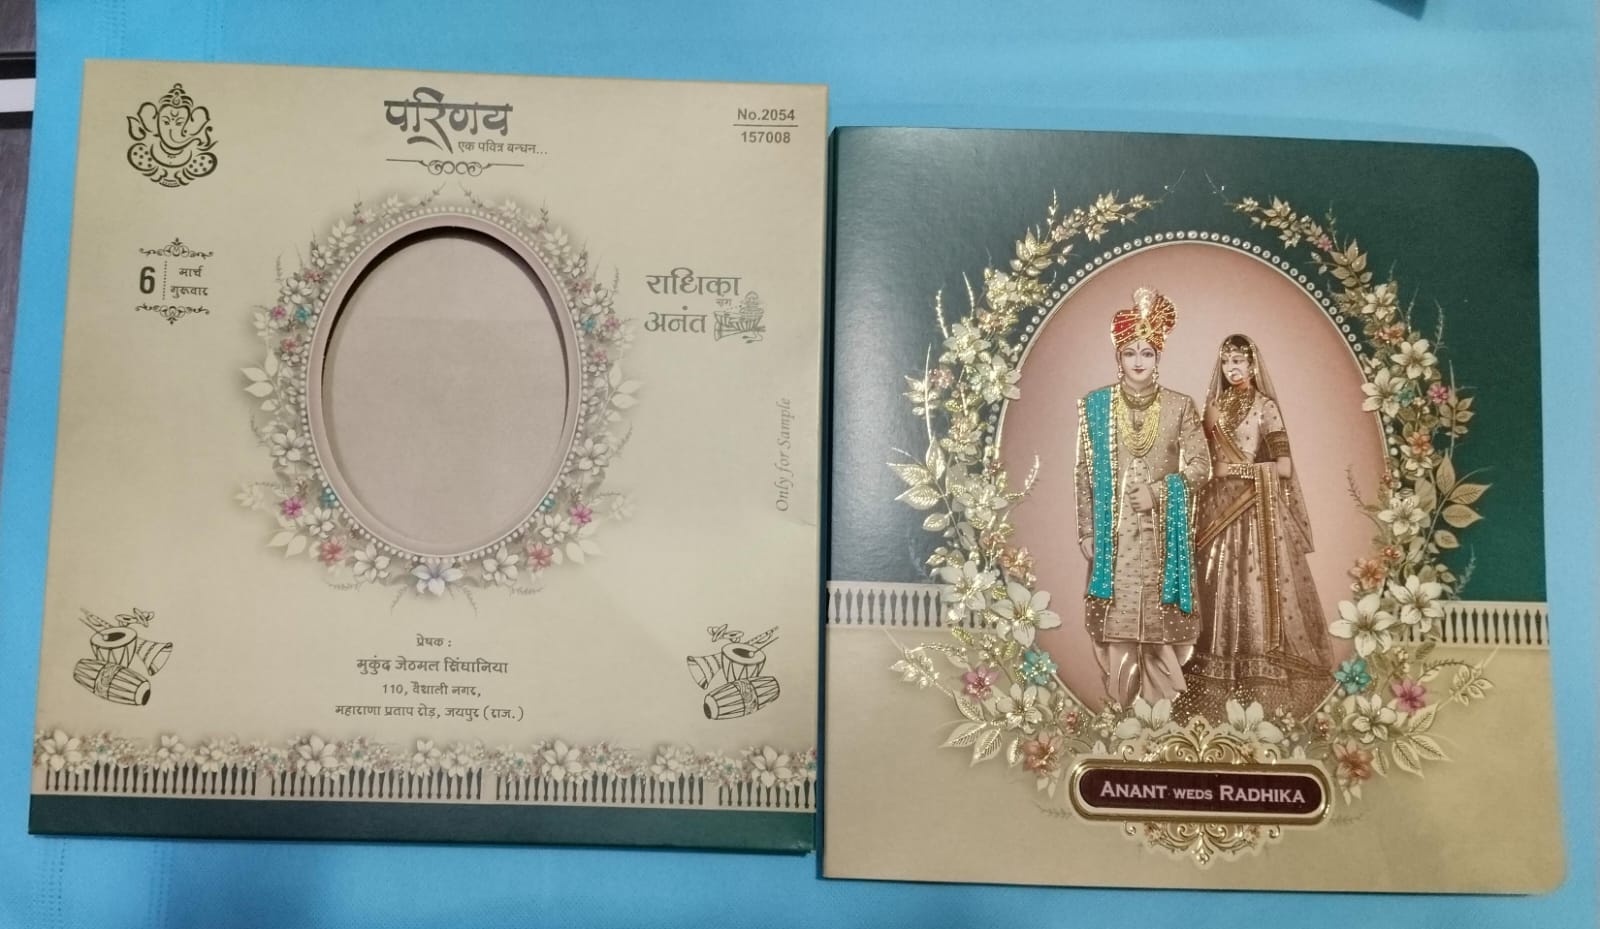 परिणय
एक पवित्र बन्धन...
No.2054
157008
6
मार्च
गुरूवार
राधिका
संग
अनंत
Only for Sample
प्रेषक :
मुकुंद जेठमल सिंघानिया
110, वैशाली नगर,
महाराणा प्रताप रोड़, जयपुर (राज.)
ANANT WEDS RADHIKA